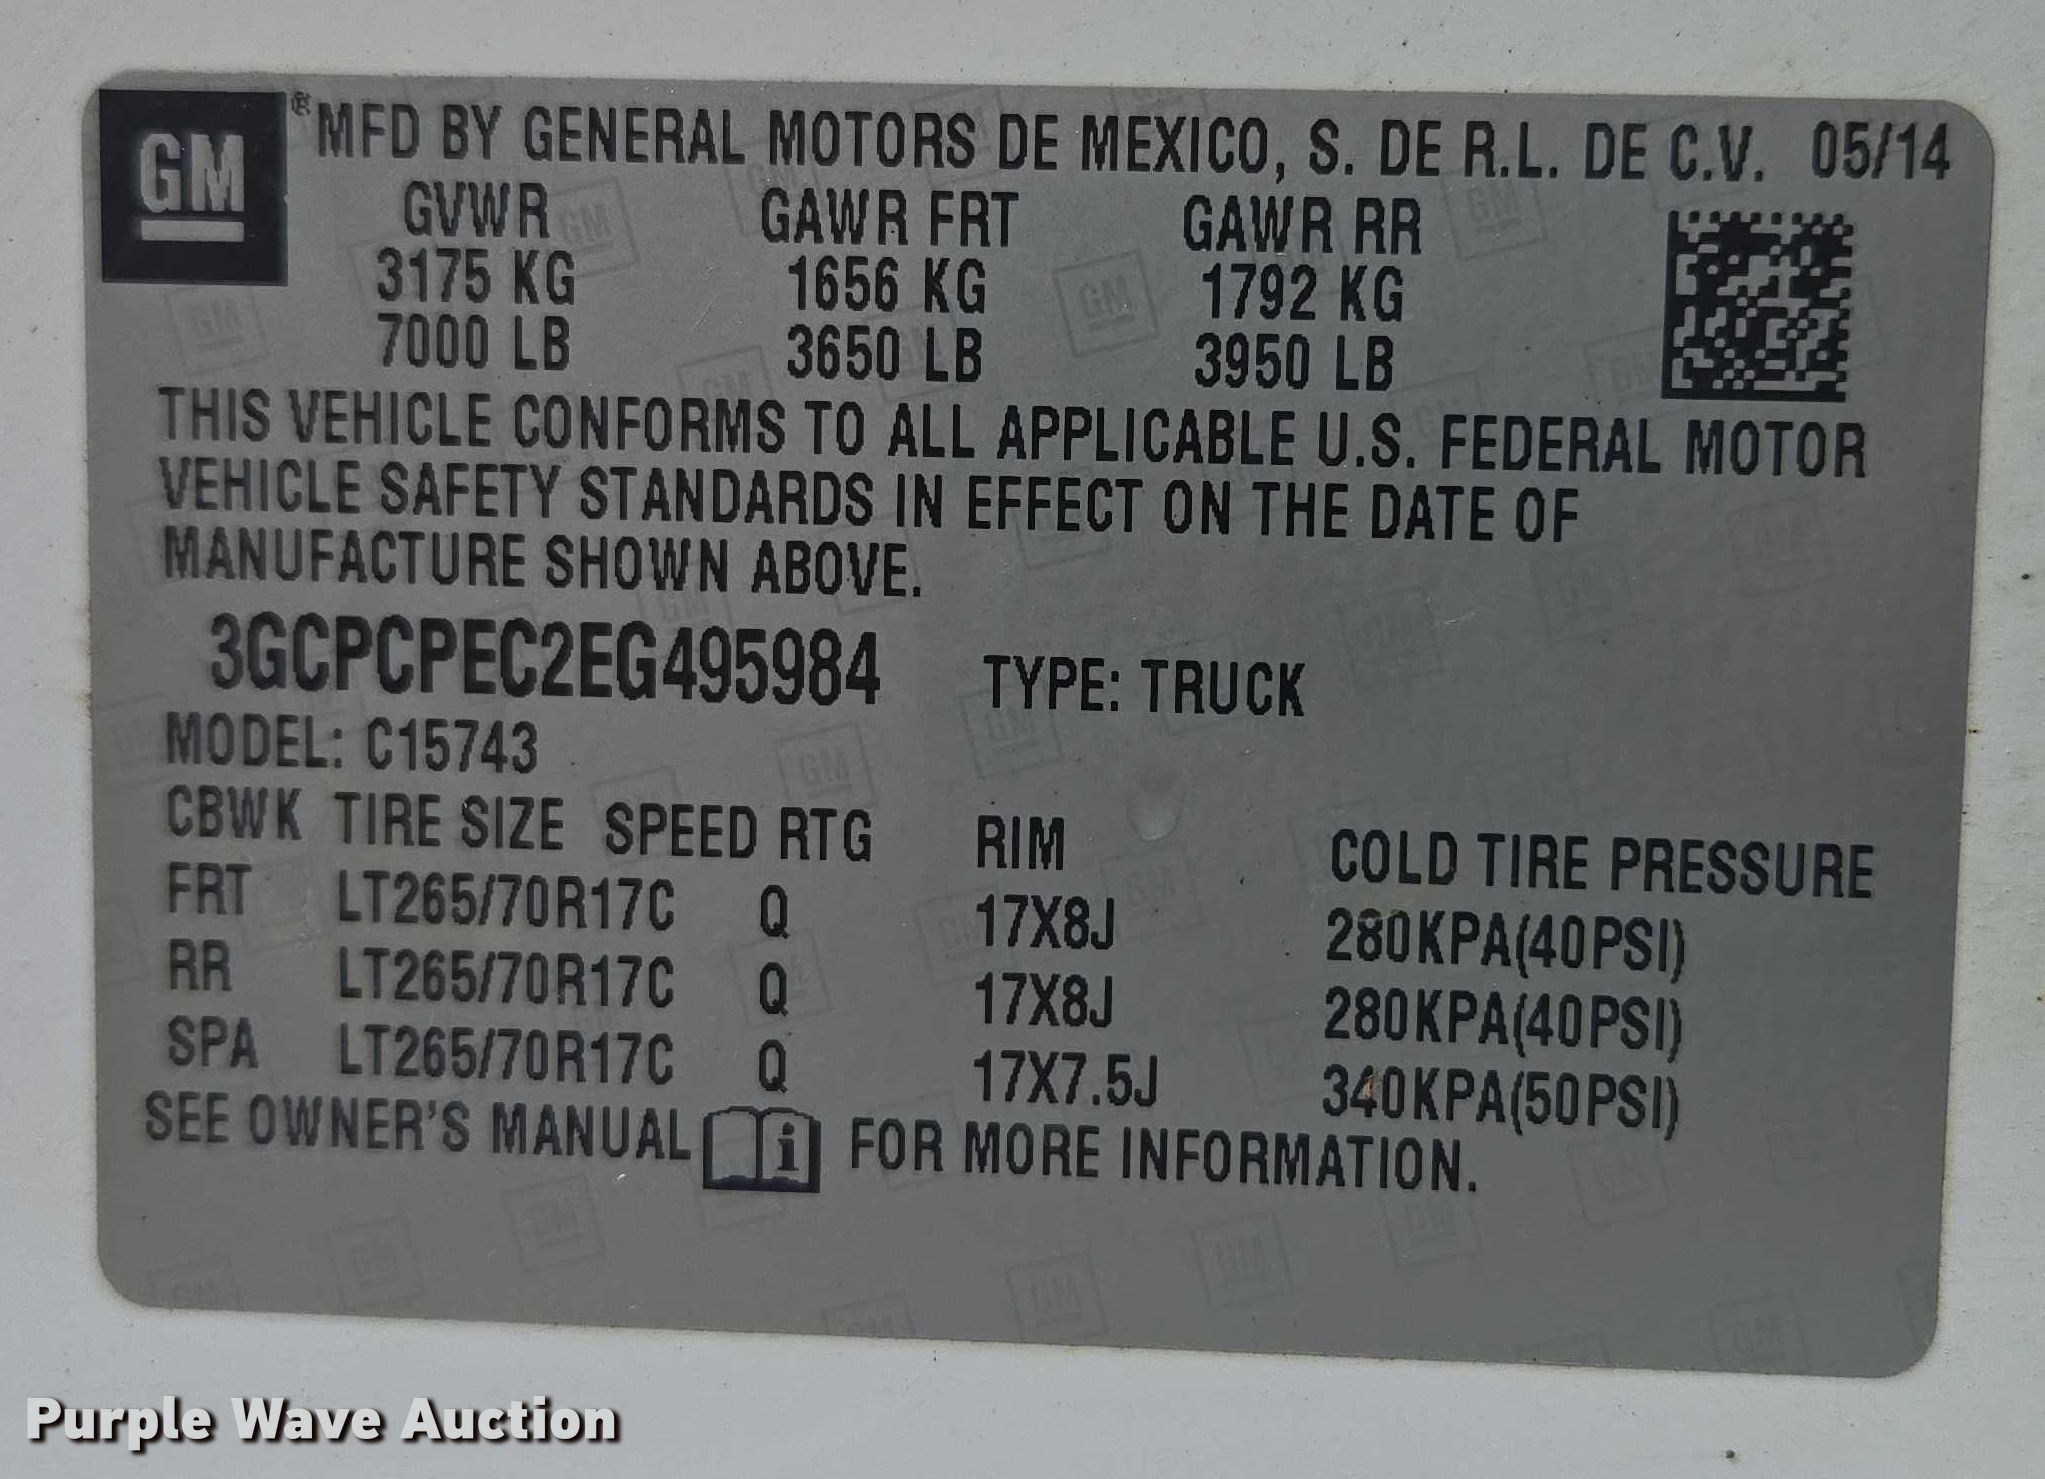 GM ® MFD BY GENERAL MOTORS DE MEXICO, S. DE R.L. DE C.V. 05/14
GVWR GAWR FRT GAWR RR
3175 KG 1656 KG 1792 KG
7000 LB 3650 LB 3950 LB
THIS VEHICLE CONFORMS TO ALL APPLICABLE U.S. FEDERAL MOTOR
VEHICLE SAFETY STANDARDS IN EFFECT ON THE DATE OF
MANUFACTURE SHOWN ABOVE.
3GCPCPEC2EG495984 TYPE: TRUCK
MODEL: C15743
CBWK TIRE SIZE SPEED RTG RIM COLD TIRE PRESSURE
FRT LT265/70R17C Q 17X8J 280KPA(40PSI)
RR LT265/70R17C Q 17X8J 280KPA(40PSI)
SPA LT265/70R17C Q 17X7.5J 340KPA(50PSI)
SEE OWNER'S MANUAL i FOR MORE INFORMATION.
Purple Wave Auction